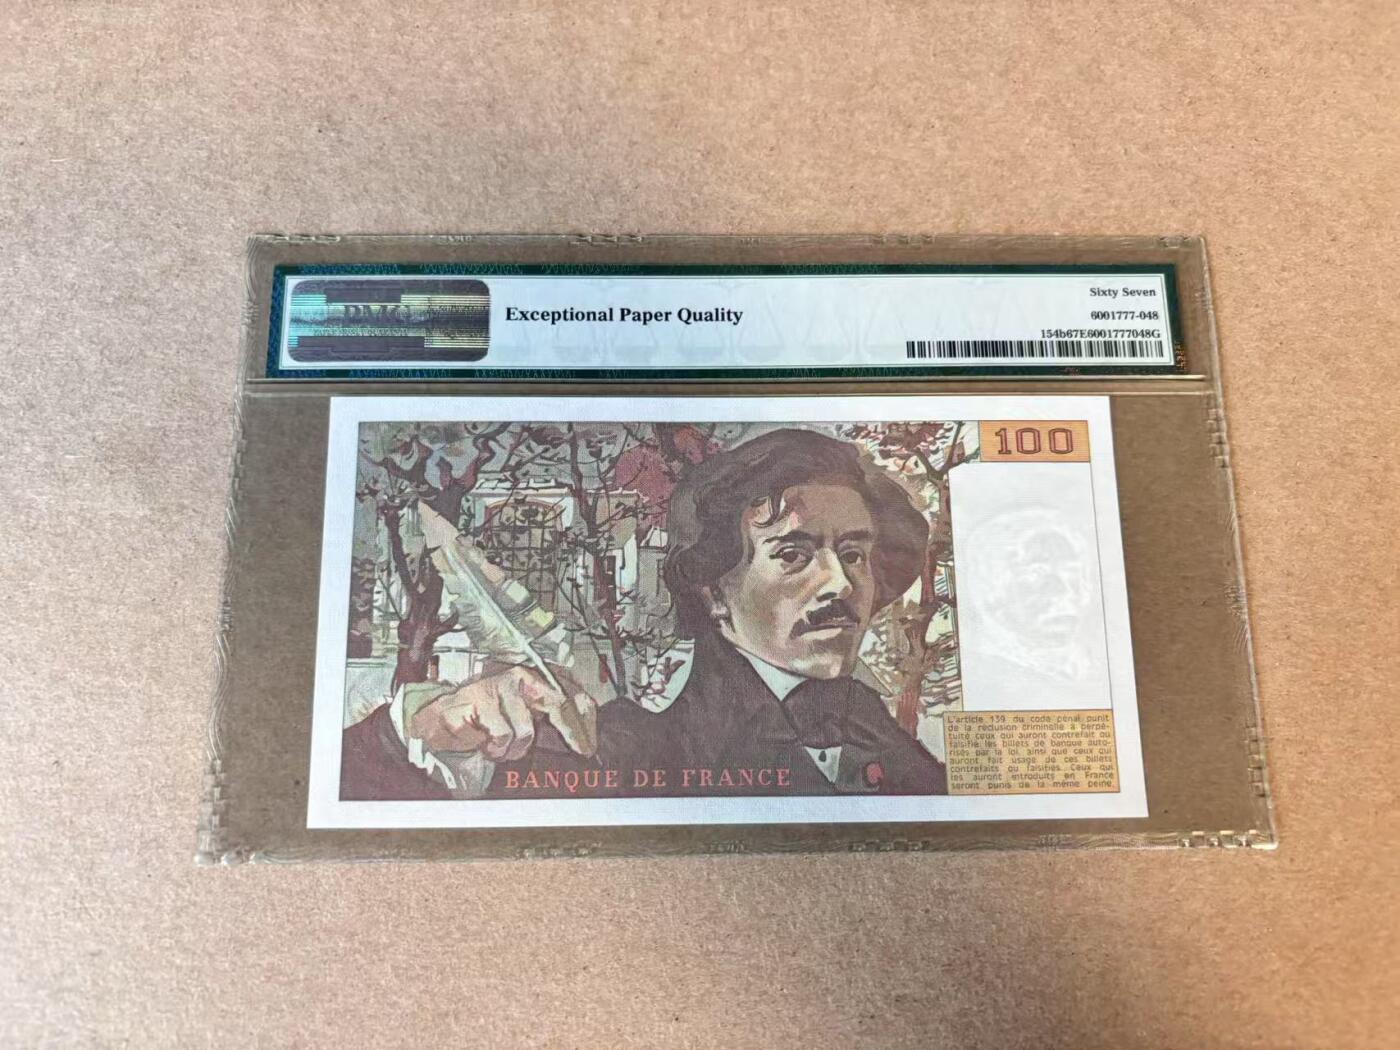 PMG
Exceptional Paper Quality
Sixty Seven
6001777-048
154b67E6001777048G
100
BANQUE DE FRANCE
L'article 139 du code pénal punit
de la réclusion criminelle à perpé-
tuité ceux qui auront contrefait ou
falsifié les billets de banque auto-
risés par la loi, ainsi que ceux qui
auront fait usage de ces billets
contrefaits ou falsifiés. Ceux qui
les auront introduits en France
seront punis de la même peine.